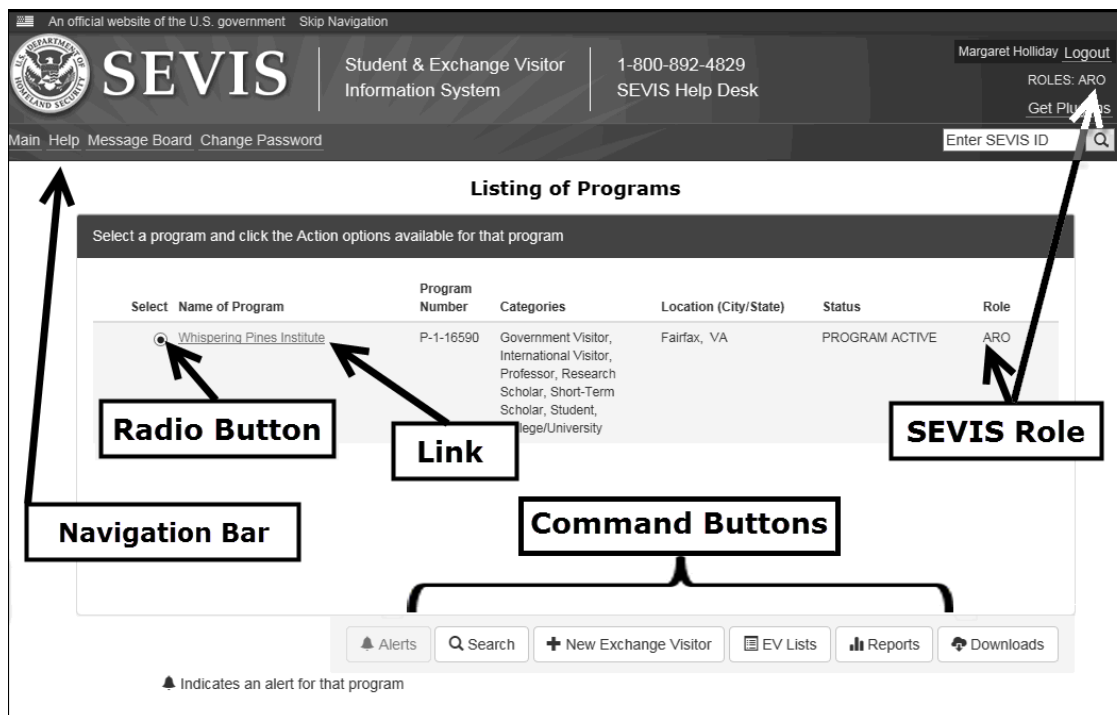 An official website of the U.S. government Skip Navigation
SEVIS
Student & Exchange Visitor
Information System
1-800-892-4829
SEVIS Help Desk
Margaret Holliday Logout
ROLES: ARO
Get
U.S. DEPARTMENT OF
HOMELAND SECURITY
Main Help Message Board Change Password
Enter SEVIS ID
Listing of Programs
Select a program and click the Action options available for that program
Select Name of Program Program Number Categories Location (City/State) Status Role
Whispering Pines Institute P-1-16590 Government Visitor, Fairfax, VA PROGRAM ACTIVE ARO
International Visitor,
Professor, Research
Scholar, Short-Term
Scholar, Student,
Radio Button
Link
SEVIS Role
Navigation Bar
Command Buttons
Alerts Search New Exchange Visitor EV Lists Reports Downloads
Indicates an alert for that program